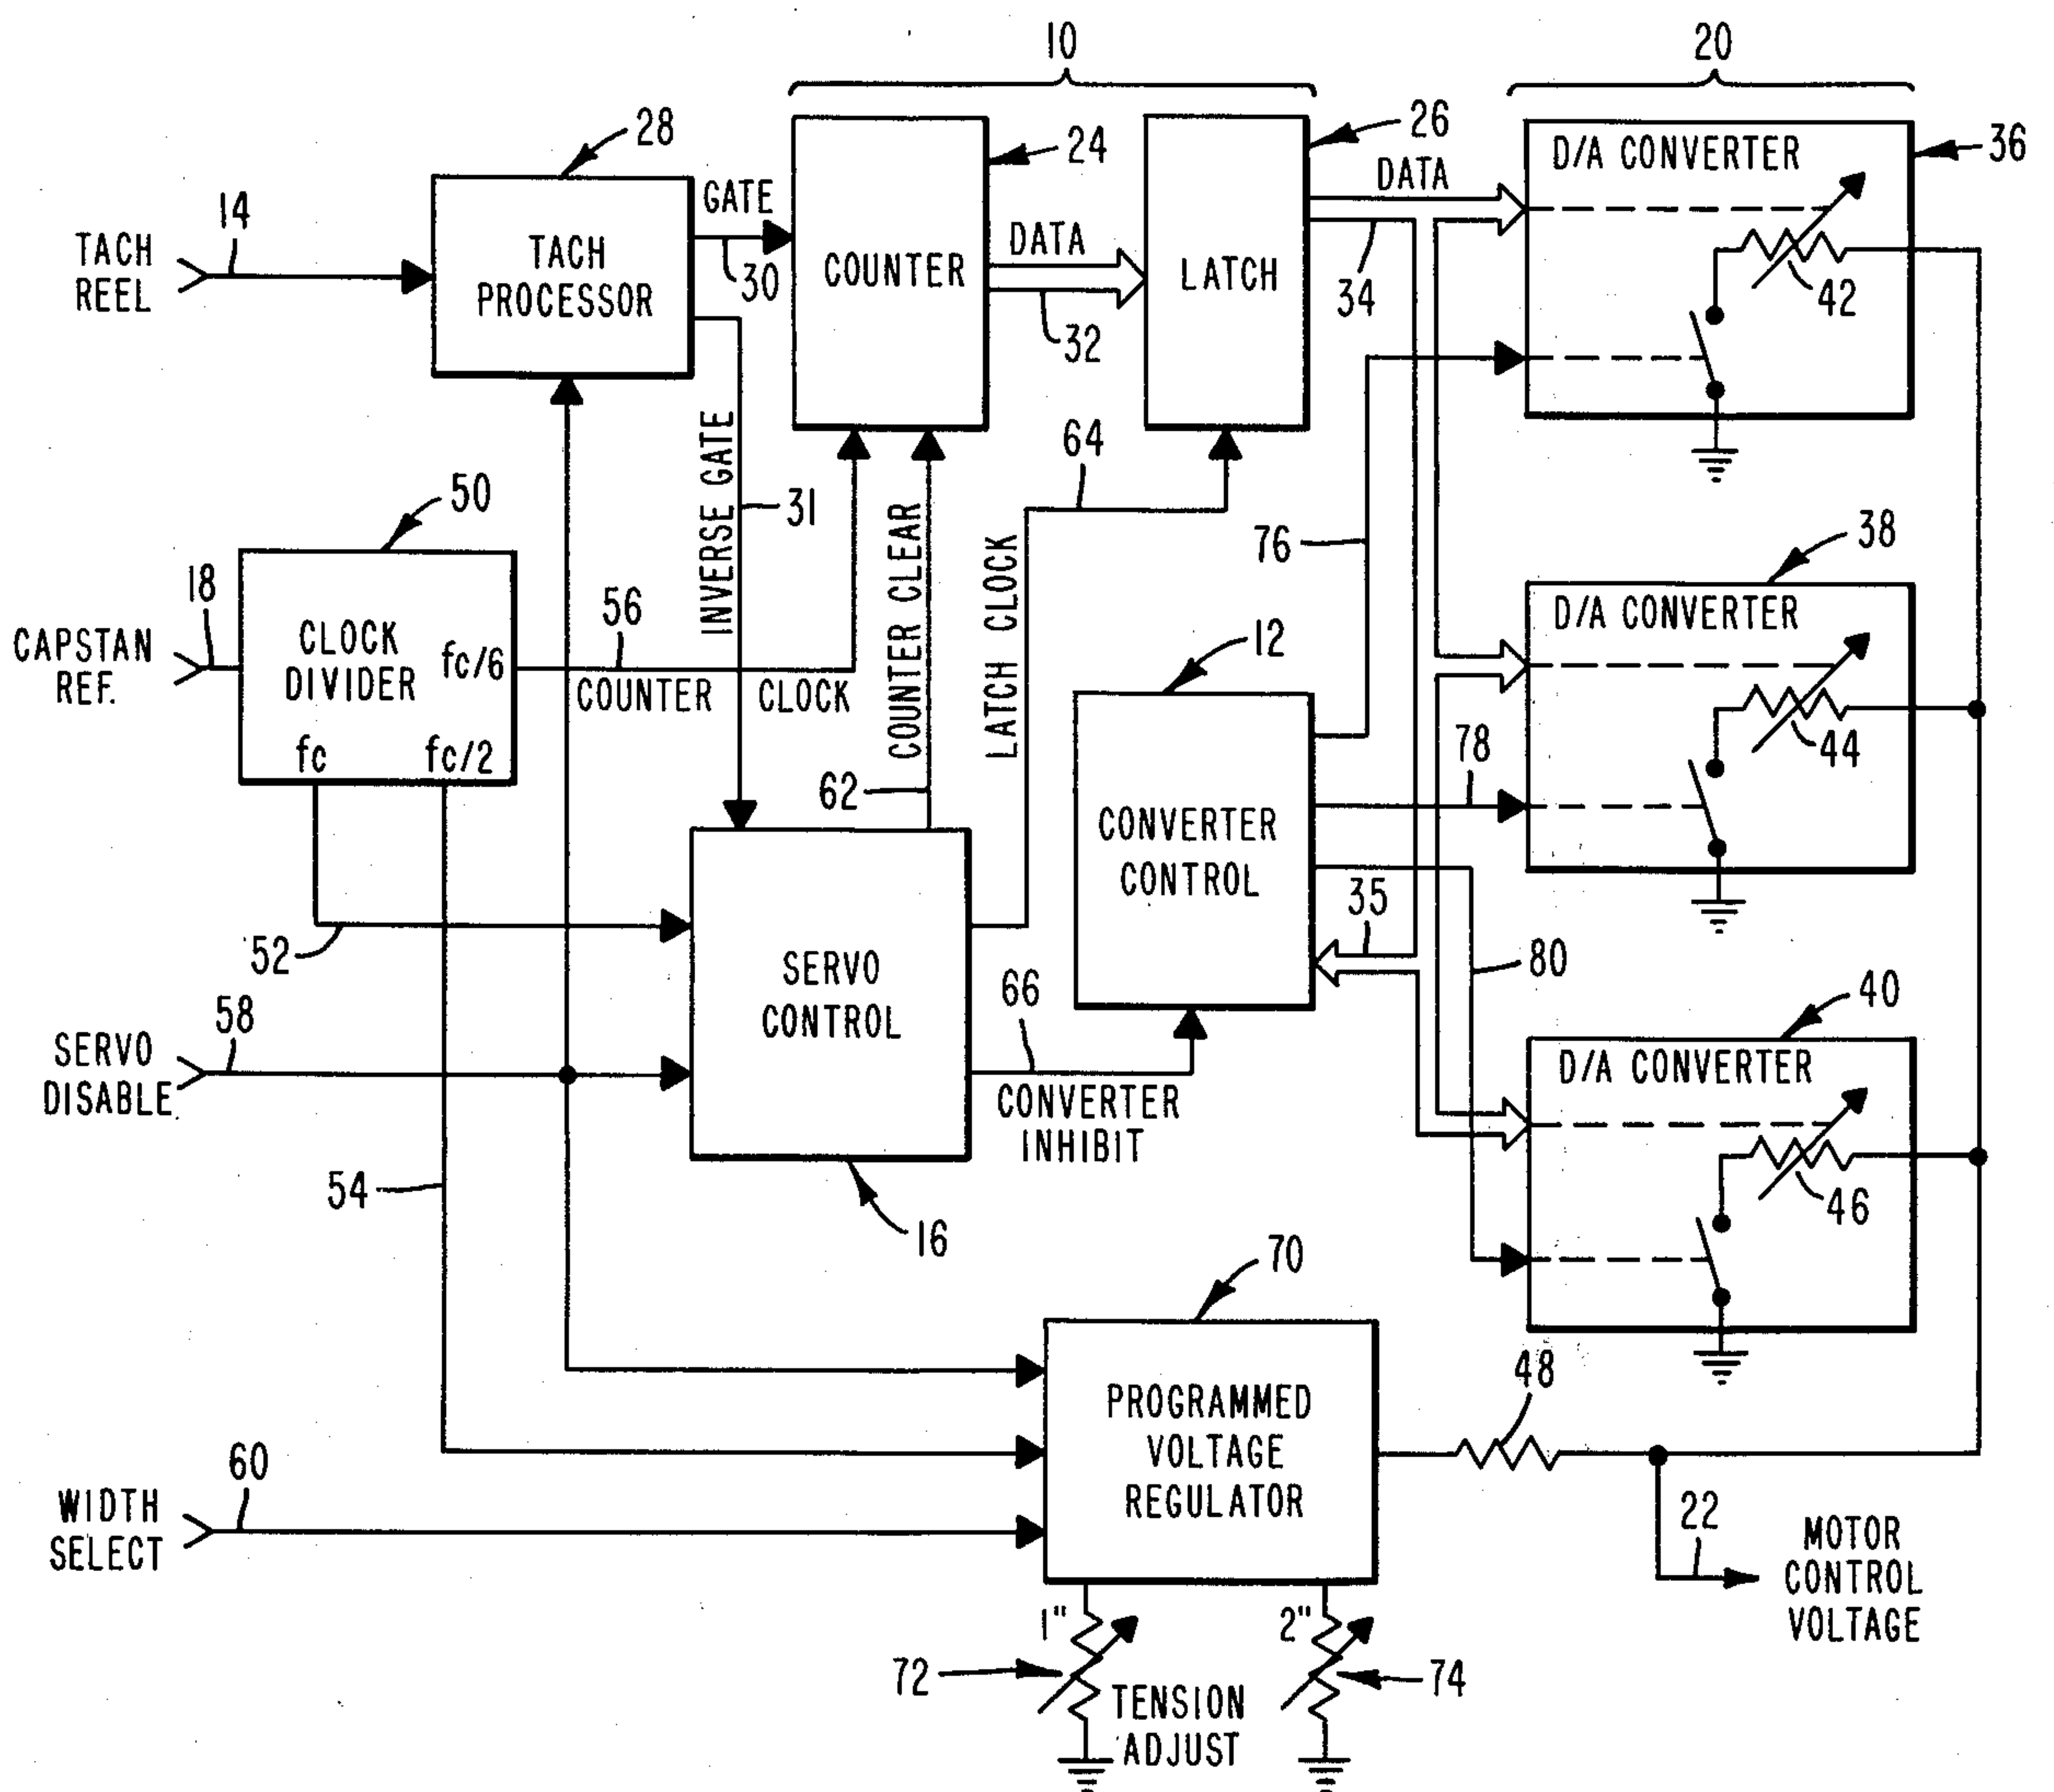 10
20
28
TACH
REEL
14
TACH
PROCESSOR
GATE
30
COUNTER
24
DATA
32
LATCH
26
DATA
34
D/A CONVERTER
36
42
INVERSE GATE
31
50
CAPSTAN
REF.
18
CLOCK
DIVIDER
fc/6
fc
fc/2
56
COUNTER CLOCK
COUNTER CLEAR
62
LATCH CLOCK
64
76
12
CONVERTER
CONTROL
78
35
80
D/A CONVERTER
38
44
52
SERVO
DISABLE
58
SERVO
CONTROL
16
66
CONVERTER
INHIBIT
D/A CONVERTER
40
46
54
70
WIDTH
SELECT
60
PROGRAMMED
VOLTAGE
REGULATOR
48
22
MOTOR
CONTROL
VOLTAGE
1"
72
TENSION
ADJUST
2"
74